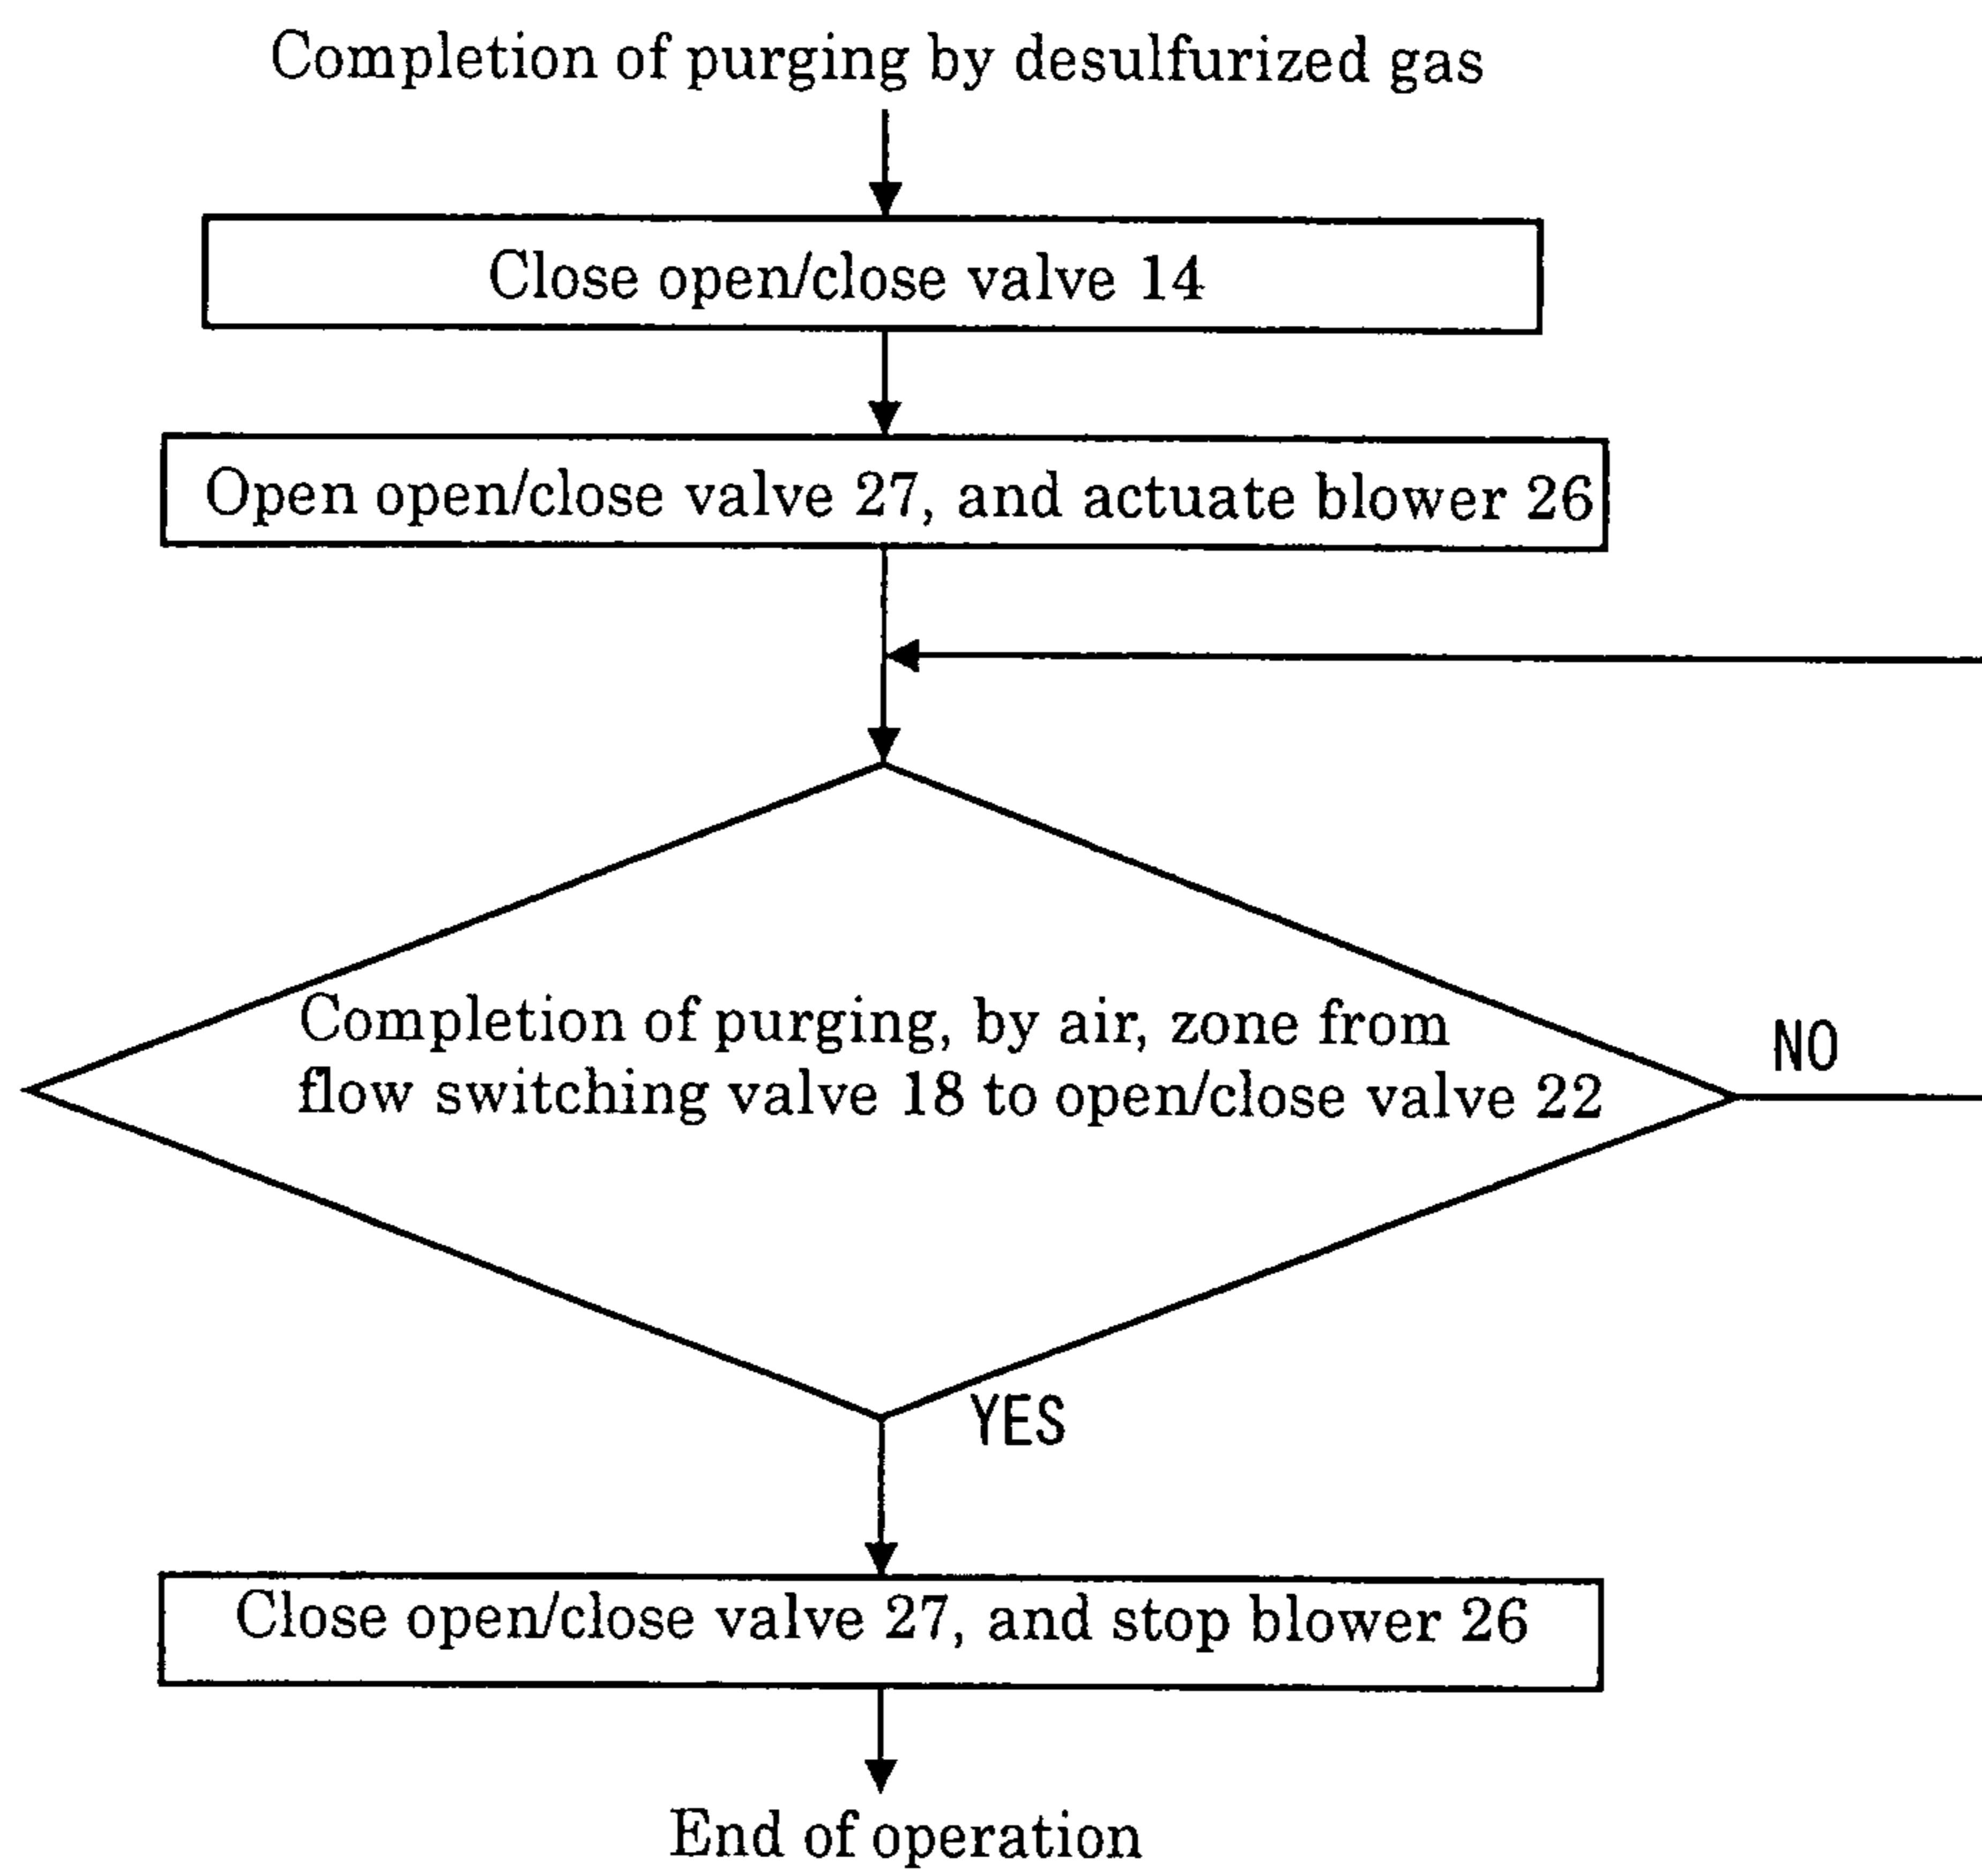 Completion of purging by desulfurized gas
Close open/close valve 14
Open open/close valve 27, and actuate blower 26
Completion of purging, by air, zone from
flow switching valve 18 to open/close valve 22
NO
YES
Close open/close valve 27, and stop blower 26
End of operation